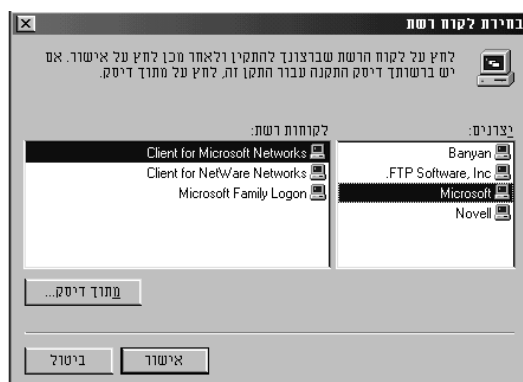 בחירת לקוח רשת
לחץ על לקוח הרשת שברצונך להתקין ולאחר מכן לחץ על אישור. אם
יש ברשותך דיסק התקנה עבור התקן זה, לחץ על מתוך דיסק.
יצרנים:
Banyan
FTP Software, Inc.
Microsoft
Novell
לקוחות רשת:
Client for Microsoft Networks
Client for NetWare Networks
Microsoft Family Logon
מתוך דיסק...
אישור
ביטול